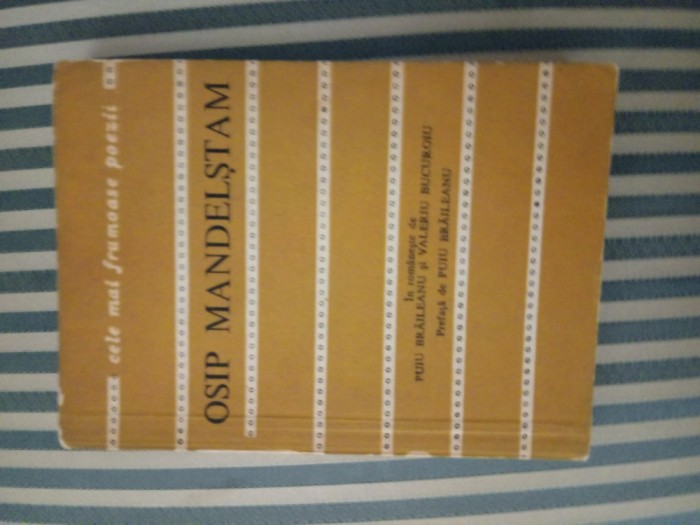 cele mai frumoase poezii
OSIP MANDELȘTAM
În românește de
PUIU BRĂILEANU și VALERIU BUCUROIU
Prefață de PUIU BRĂILEANU